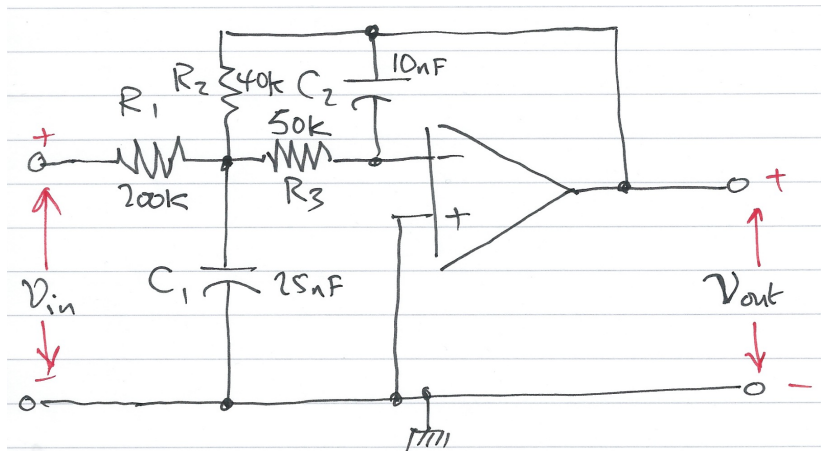 10nF
R2 40k C2
R1
50k
+
−
200k
R3
+
+
C1 25nF
Vin
Vout
−
−